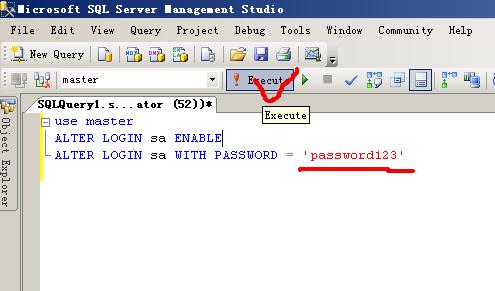 Microsoft SQL Server Management Studio
File Edit View Query Project Debug Tools Window Community Help
New Query
master
Execute
SQLQuery1.s...ator (52))*
Execute
Object Explorer
use master
ALTER LOGIN sa ENABLE
ALTER LOGIN sa WITH PASSWORD = 'password123'